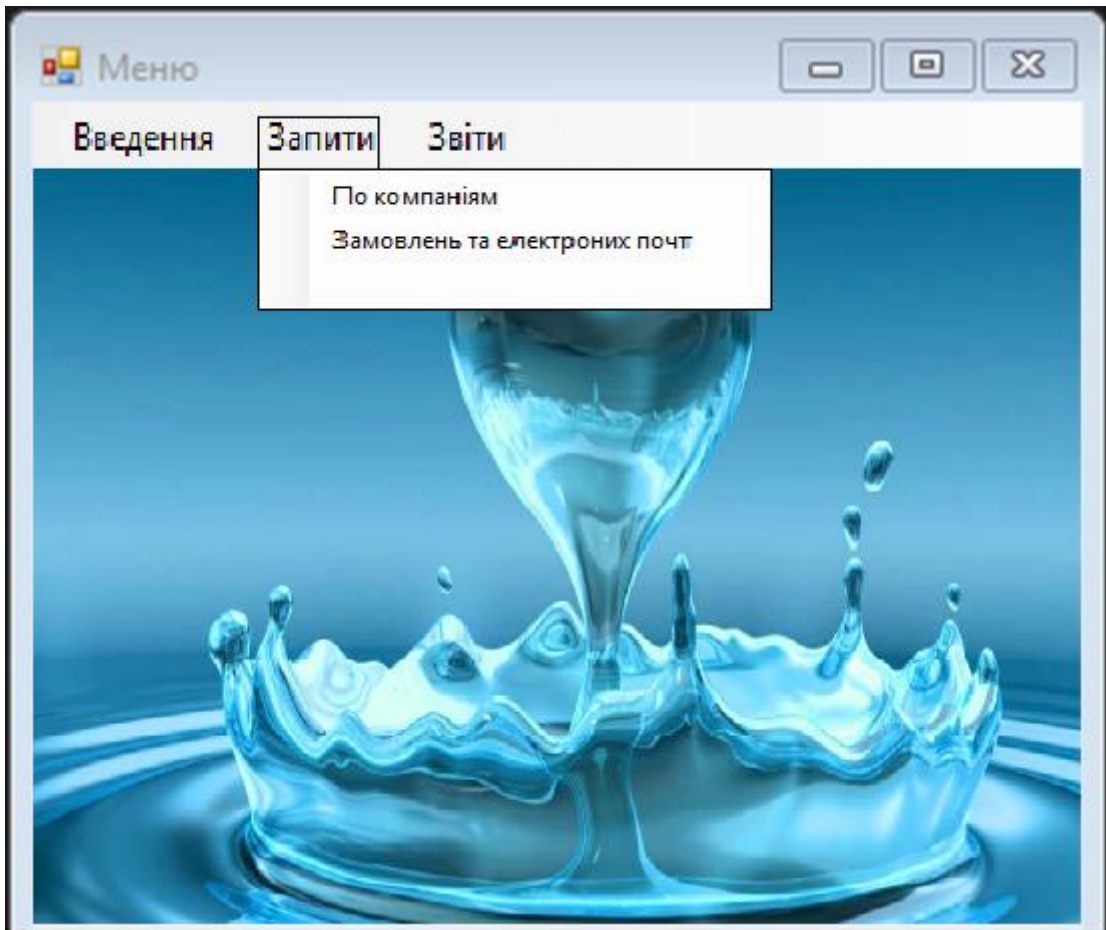 Меню
Введення Запити Звіти
По компаніям
Замовлень та електроних почт